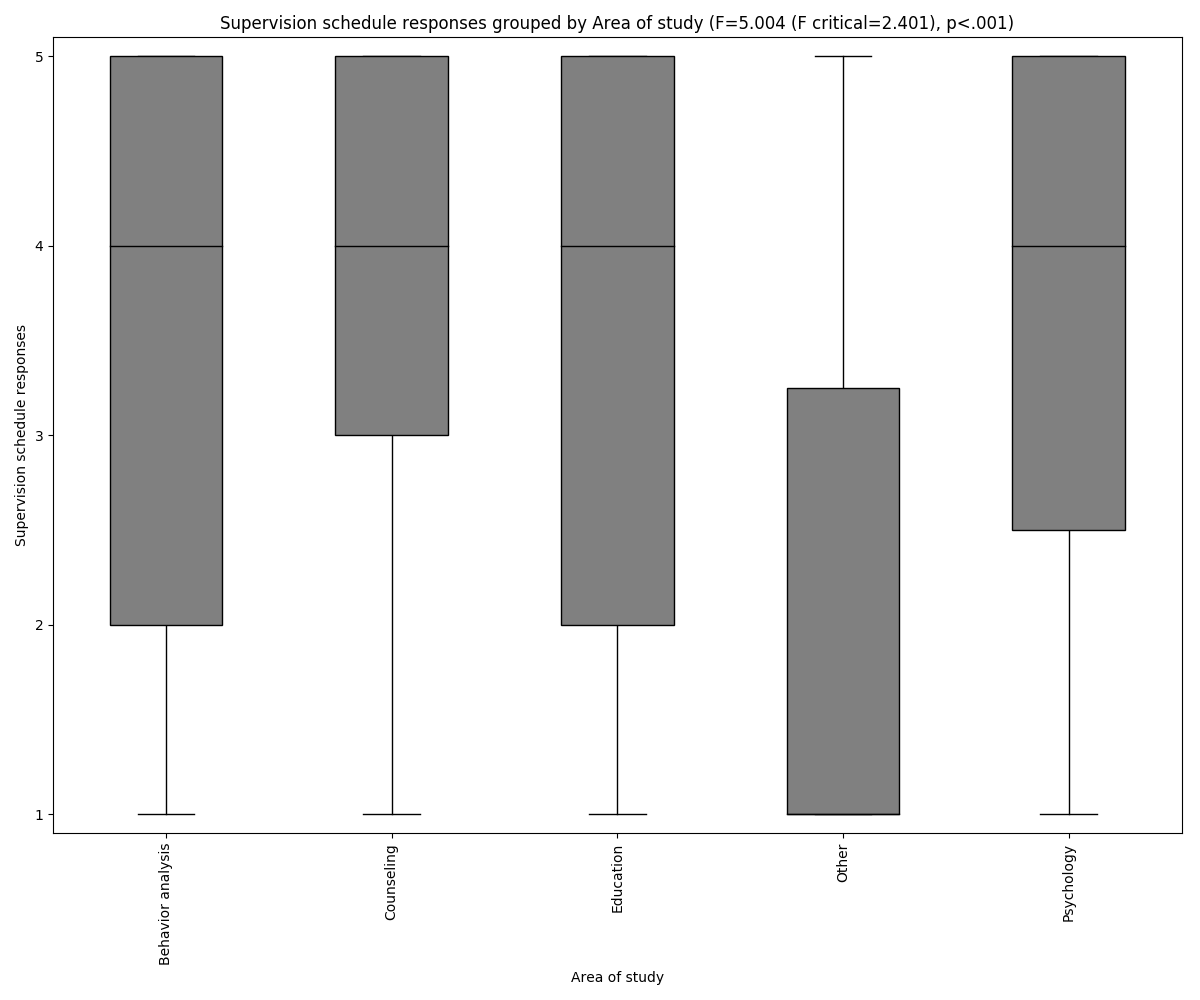 Supervision schedule responses grouped by Area of study (F=5.004 (F critical=2.401), p<.001)
5
4
3
2
1
Supervision schedule responses
Behavior analysis
Counseling
Education
Other
Psychology
Area of study